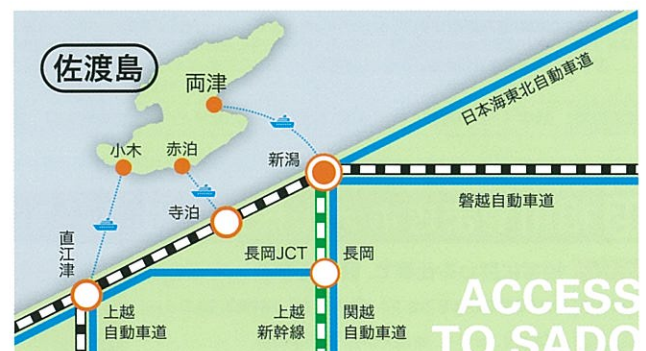 佐渡島
両津
日本海東北自動車道
小木
赤泊
新潟
磐越自動車道
寺泊
直江津
長岡JCT
長岡
上越
自動車道
上越
新幹線
関越
自動車道
ACCESS
TO SADO